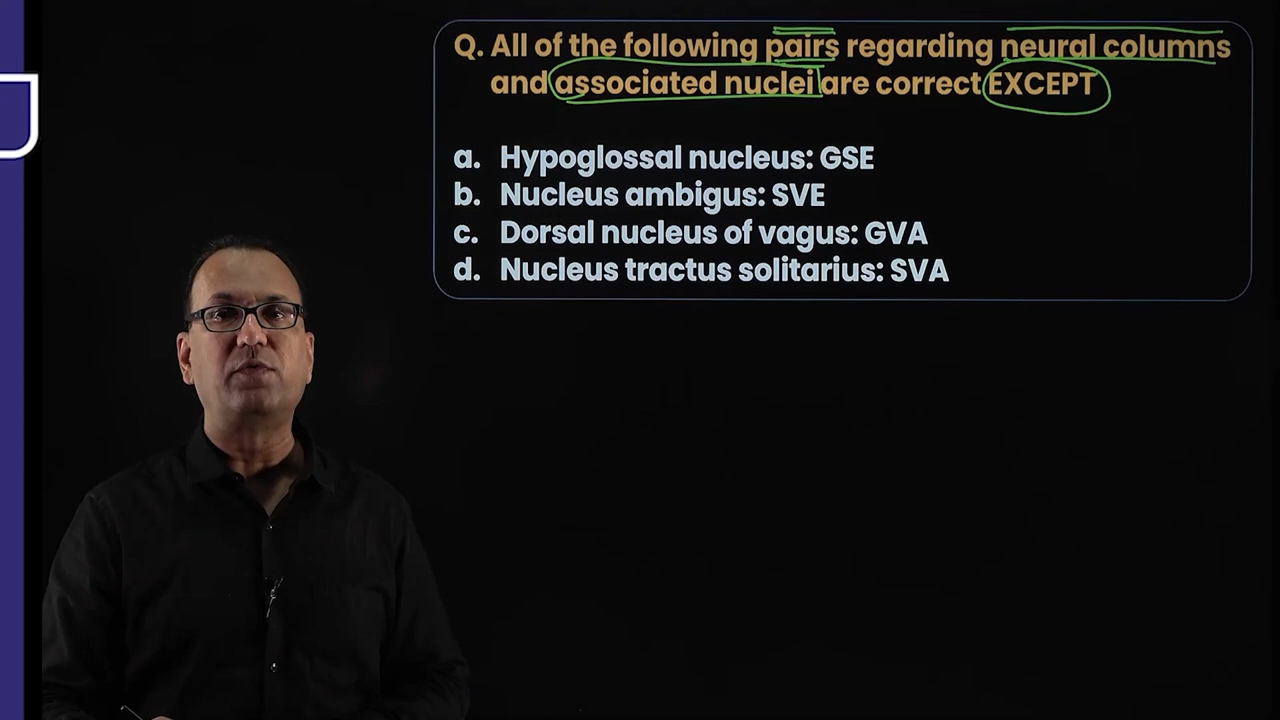 Q. All of the following pairs regarding neural columns
and associated nuclei are correct EXCEPT
a. Hypoglossal nucleus: GSE
b. Nucleus ambigus: SVE
c. Dorsal nucleus of vagus: GVA
d. Nucleus tractus solitarius: SVA